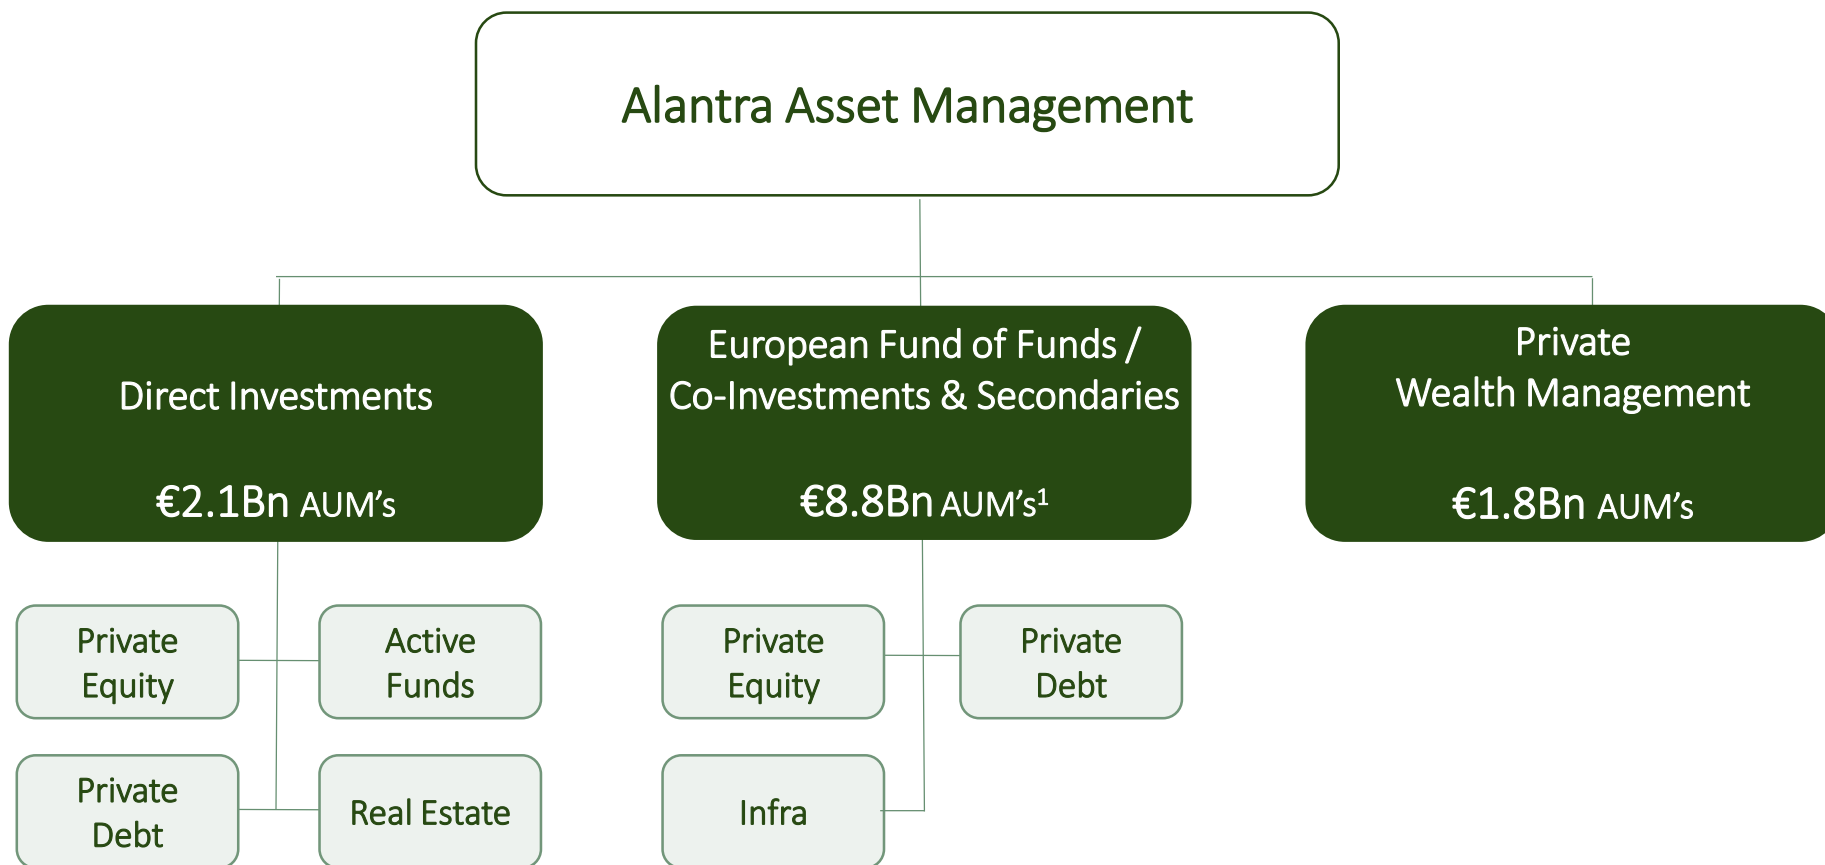 Alantra Asset Management
Direct Investments
€2.1Bn AUM’s
European Fund of Funds /
Co-Investments & Secondaries
€8.8Bn AUM’s¹
Private
Wealth Management
€1.8Bn AUM’s
Private
Equity
Active
Funds
Private
Debt
Real Estate
Private
Equity
Private
Debt
Infra